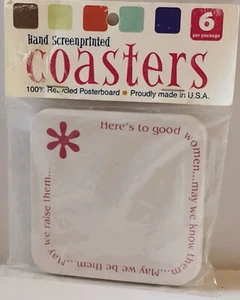 6
per package
Hand Screenprinted
coasters
100% Recycled Posterboard • Proudly made in U.S.A.
Here's to good women...may we know them...May we be them...May we raise them...